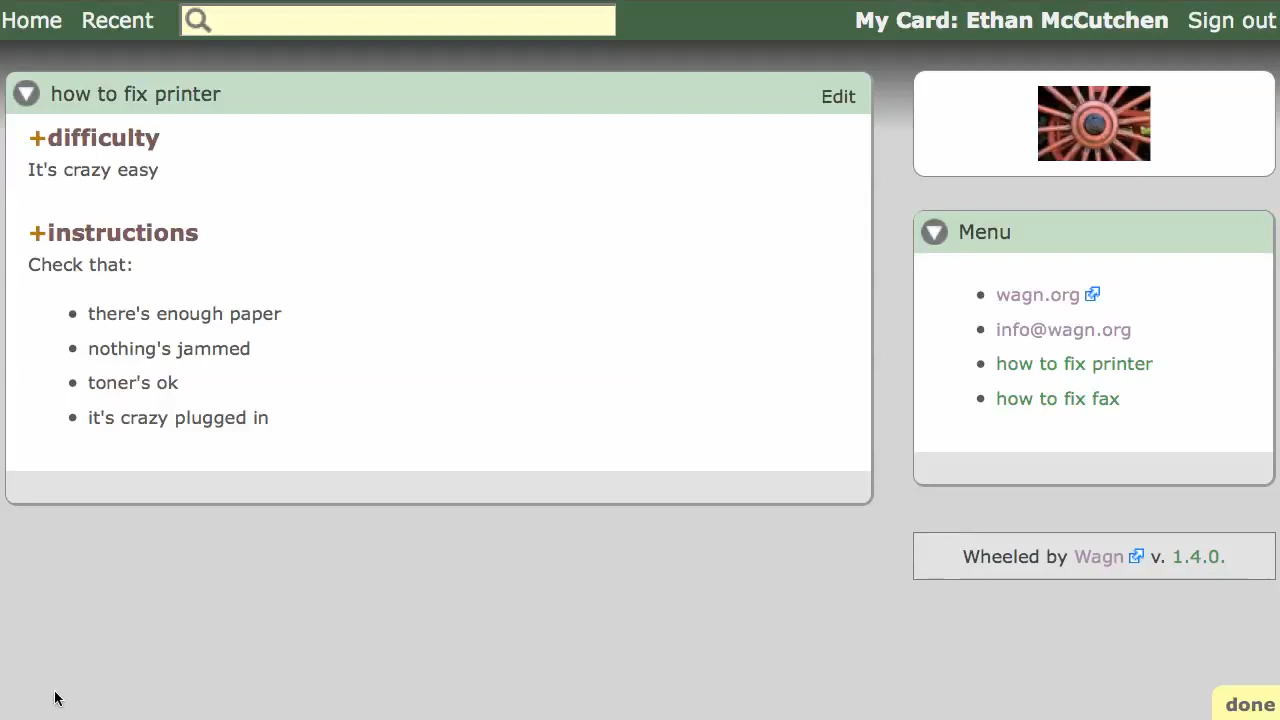 Home Recent My Card: Ethan McCutchen Sign out
how to fix printer Edit
+difficulty
It's crazy easy
+instructions
Check that:
there's enough paper
nothing's jammed
toner's ok
it's crazy plugged in
Menu
wagn.org
info@wagn.org
how to fix printer
how to fix fax
Wheeled by Wagn v. 1.4.0.
done